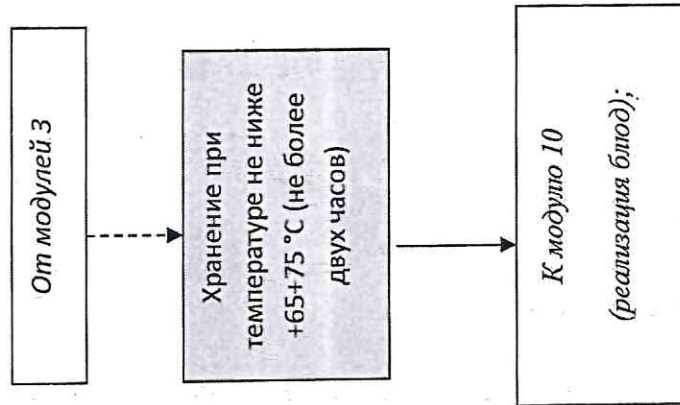 От модулей 3
Хранение при
температуре не ниже
+65+75 °С (не более
двух часов)
К модулю 10
(реализация блюд);